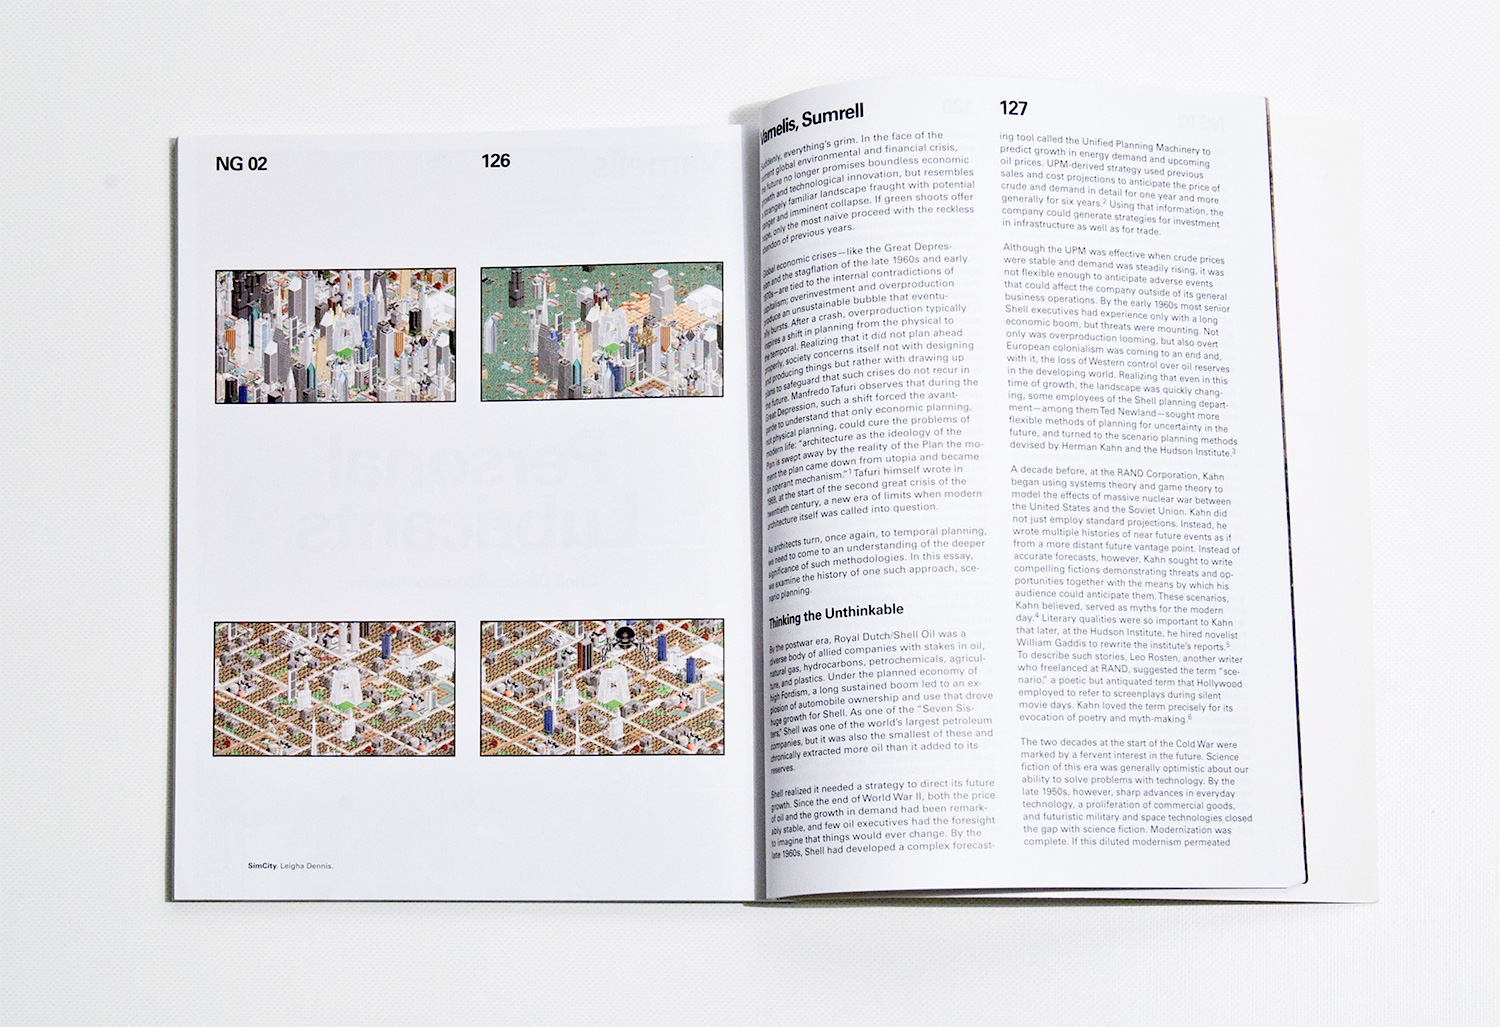 NG 02
126
SimCity. Leigha Dennis.
Varnelis, Sumrell
127
Suddenly, everything's grim. In the face of the
current global environmental and financial crisis,
the future no longer promises boundless economic
growth and technological innovation, but resembles
a strangely familiar landscape fraught with potential
danger and imminent collapse. If green shoots offer
hope, only the most naive proceed with the reckless
abandon of previous years.
Global economic crises—like the Great Depres-
sion and the stagflation of the late 1960s and early
1970s—are tied to the internal contradictions of
capitalism; overinvestment and overproduction
produce an unsustainable bubble that eventu-
ally bursts. After a crash, overproduction typically
inspires a shift in planning from the physical to
the temporal. Realizing that it did not plan ahead
properly, society concerns itself not with designing
and producing things but rather with drawing up
plans to safeguard that such crises do not recur in
the future. Manfredo Tafuri observes that during the
Great Depression, such a shift forced the avant-
garde to understand that only economic planning,
not physical planning, could cure the problems of
modern life: "architecture as the ideology of the
Plan is swept away by the reality of the Plan the mo-
ment the plan came down from utopia and became
an operant mechanism."1 Tafuri himself wrote in
1969, at the start of the second great crisis of the
twentieth century, a new era of limits when modern
architecture itself was called into question.
As architects turn, once again, to temporal planning,
we need to come to an understanding of the deeper
significance of such methodologies. In this essay,
we examine the history of one such approach, sce-
nario planning.
Thinking the Unthinkable
By the postwar era, Royal Dutch/Shell Oil was a
diverse body of allied companies with stakes in oil,
natural gas, hydrocarbons, petrochemicals, agricul-
ture, and plastics. Under the planned economy of
high Fordism, a long sustained boom led to an ex-
plosion of automobile ownership and use that drove
huge growth for Shell. As one of the "Seven Sis-
ters," Shell was one of the world's largest petroleum
companies, but it was also the smallest of these and
chronically extracted more oil than it added to its
reserves.
Shell realized it needed a strategy to direct its future
growth. Since the end of World War II, both the price
of oil and the growth in demand had been remark-
ably stable, and few oil executives had the foresight
to imagine that things would ever change. By the
late 1960s, Shell had developed a complex forecast-
ing tool called the Unified Planning Machinery to
predict growth in energy demand and upcoming
oil prices. UPM-derived strategy used previous
sales and cost projections to anticipate the price of
crude and demand in detail for one year and more
generally for six years.2 Using that information, the
company could generate strategies for investment
in infrastructure as well as for trade.
Although the UPM was effective when crude prices
were stable and demand was steadily rising, it was
not flexible enough to anticipate adverse events
that could affect the company outside of its general
business operations. By the early 1960s most senior
Shell executives had experience only with a long
economic boom, but threats were mounting. Not
only was overproduction looming, but also overt
European colonialism was coming to an end and,
with it, the loss of Western control over oil reserves
in the developing world. Realizing that even in this
time of growth, the landscape was quickly chang-
ing, some employees of the Shell planning depart-
ment—among them Ted Newland—sought more
flexible methods of planning for uncertainty in the
future, and turned to the scenario planning methods
devised by Herman Kahn and the Hudson Institute.3
A decade before, at the RAND Corporation, Kahn
began using systems theory and game theory to
model the effects of massive nuclear war between
the United States and the Soviet Union. Kahn did
not just employ standard projections. Instead, he
wrote multiple histories of near future events as if
from a more distant future vantage point. Instead of
accurate forecasts, however, Kahn sought to write
compelling fictions demonstrating threats and op-
portunities together with the means by which his
audience could anticipate them. These scenarios,
Kahn believed, served as myths for the modern
day.4 Literary qualities were so important to Kahn
that later, at the Hudson Institute, he hired novelist
William Gaddis to rewrite the institute's reports.5
To describe such stories, Leo Rosten, another writer
who freelanced at RAND, suggested the term "sce-
nario," a poetic but antiquated term that Hollywood
employed to refer to screenplays during silent
movie days. Kahn loved the term precisely for its
evocation of poetry and myth-making.6
The two decades at the start of the Cold War were
marked by a fervent interest in the future. Science
fiction of this era was generally optimistic about our
ability to solve problems with technology. By the
late 1950s, however, sharp advances in everyday
technology, a proliferation of commercial goods,
and futuristic military and space technologies closed
the gap with science fiction. Modernization was
complete. If this diluted modernism permeated